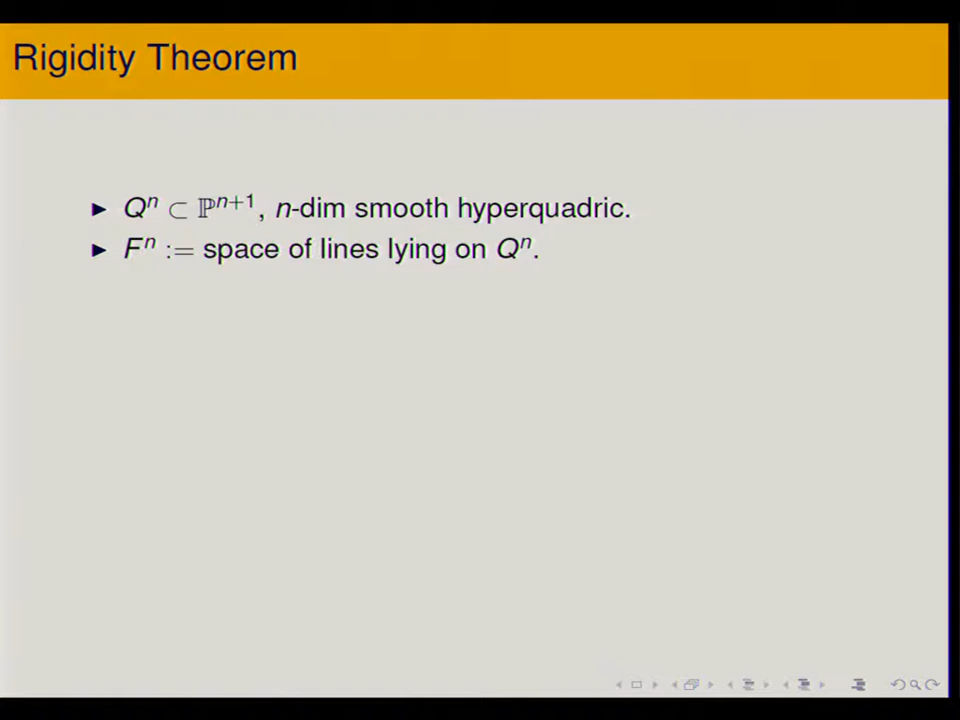 Rigidity Theorem
▶ Qⁿ ⊂ ℙⁿ⁺¹, n-dim smooth hyperquadric.
▶ Fⁿ := space of lines lying on Qⁿ.